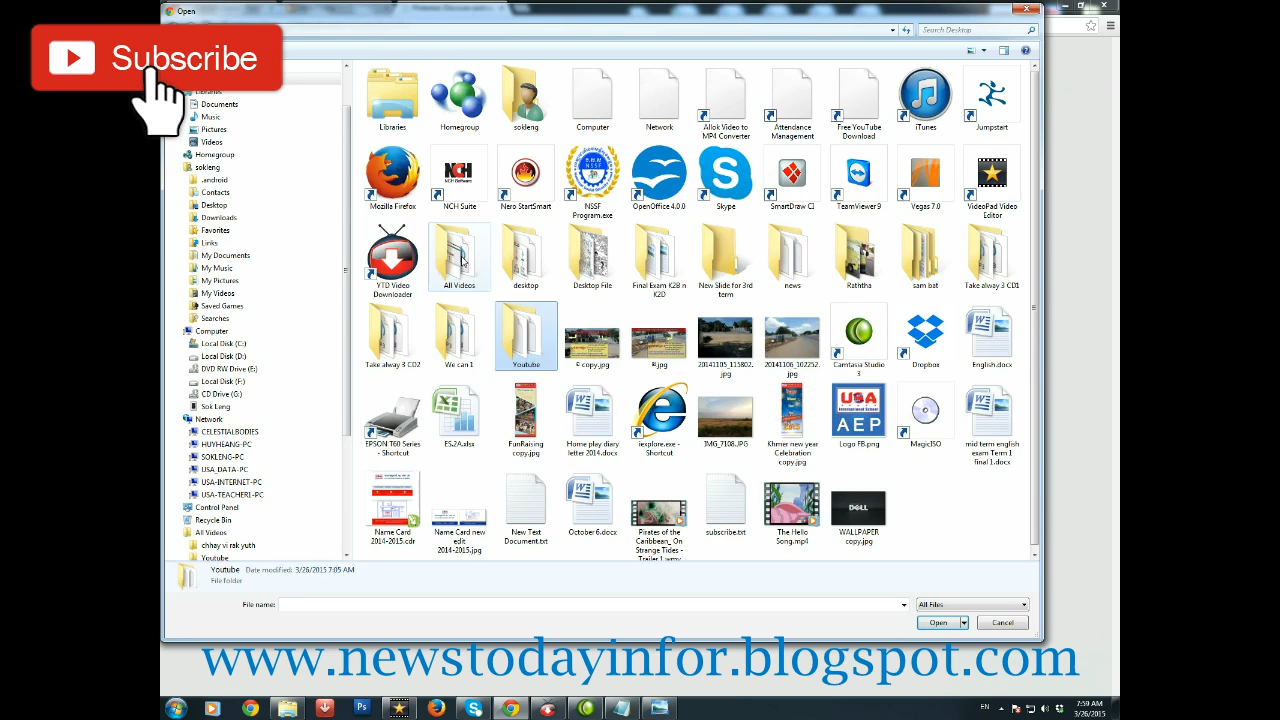 Open
Search Desktop
Subscribe
Libraries
Documents
Music
Pictures
Videos
Homegroup
sokleng
.android
Contacts
Desktop
Downloads
Favorites
Links
My Documents
My Music
My Pictures
My Videos
Saved Games
Searches
Computer
Local Disk (C:)
Local Disk (D:)
DVD RW Drive (E:)
Local Disk (F:)
CD Drive (G:)
Sok Leng
Network
CELESTIALBODIES
HUYHEANG-PC
SOKLENG-PC
USA_DATA-PC
USA-INTERNET-PC
USA-TEACHER1-PC
Control Panel
Recycle Bin
All Videos
chhay vi rak yuth
Youtube
Libraries
Homegroup
sokleng
Computer
Network
Allok Video to
MP4 Converter
Attendance
Management
Free YouTube
Download
iTunes
Jumpstart
Mozilla Firefox
NCH Suite
Nero StartSmart
NSSF
Program.exe
OpenOffice 4.0.0
Skype
SmartDraw CI
TeamViewer 9
Vegas 7.0
VideoPad Video
Editor
YTD Video
Downloader
All Videos
desktop
Desktop File
Final Exam K2B n
K2D
New Slide for 3rd
term
news
Raththa
sam bat
Take alway 3 CD1
Take alway 3 CD2
We can 1
Youtube
20141105_115802.
jpg
20141106_102252.
jpg
Camtasia Studio
3
Dropbox
English.docx
EPSON T60 Series
- Shortcut
ES.2A.xlsx
FunRaising
copy.jpg
Home play diary
letter 2014.docx
iexplore.exe -
Shortcut
IMG_7108.JPG
Khmer new year
Celebration
copy.jpg
USA
International School
AEP
Logo FB.png
MagicISO
mid term english
exam Term 1
final 1.docx
Name Card
2014-2015.cdr
Name Card new
edit
2014-2015.jpg
New Text
Document.txt
October 6.docx
Pirates of the
Caribbean_ On
Strange Tides -
Trailer 1.wmv
subscribe.txt
The Hello
Song.mp4
DELL
WALLPAPER
copy.jpg
Youtube Date modified: 3/26/2015 7:05 AM
File folder
File name:
All Files
Open
Cancel
www.newstodayinfor.blogspot.com
EN
7:59 AM
3/26/2015